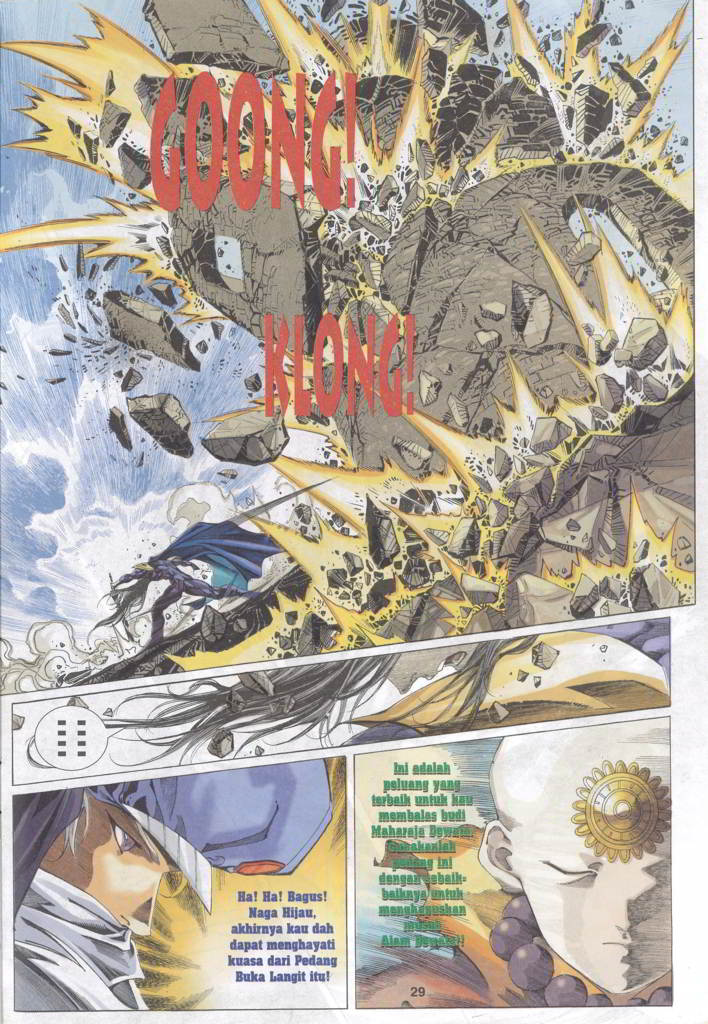 GOONG!
KLONG!
Ha! Ha! Bagus!
Naga Hijau,
akhirnya kau dah
dapat menghayati
kuasa dari Pedang
Buka Langit itu!
Ini adalah
peluang yang
terbaik untuk kau
membalas budi
Maharaja Dewata.
Gunakanlah
pedang ini
dengan sebaik-
baiknya untuk
menghapuskan
musuh
Alam Dewata!!
29